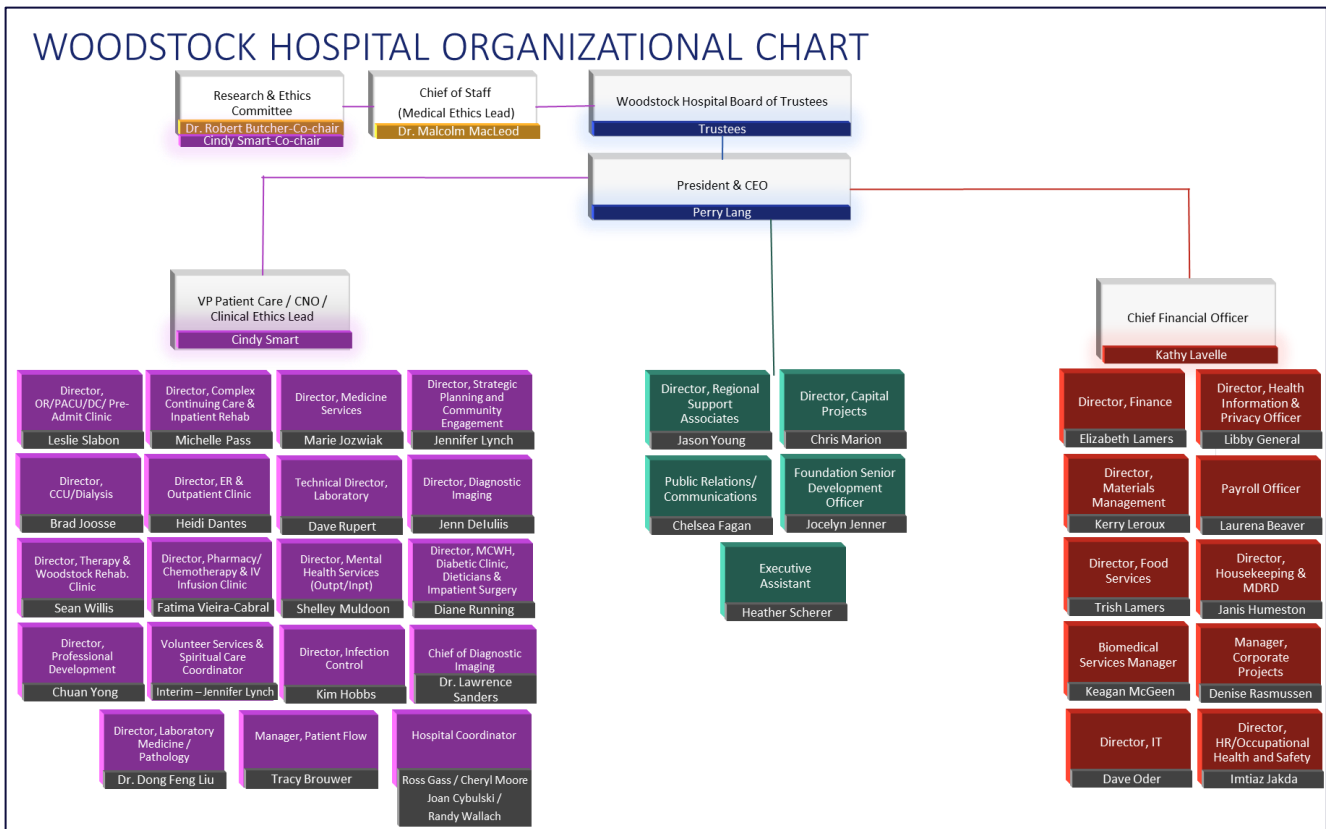 WOODSTOCK HOSPITAL ORGANIZATIONAL CHART
Research & Ethics
Committee
Dr. Robert Butcher-Co-chair
Cindy Smart-Co-chair
Chief of Staff
(Medical Ethics Lead)
Dr. Malcolm MacLeod
Woodstock Hospital Board of Trustees
Trustees
President & CEO
Perry Lang
VP Patient Care / CNO /
Clinical Ethics Lead
Cindy Smart
Chief Financial Officer
Kathy Lavelle
Director,
OR/PACU/DC/ Pre-
Admit Clinic
Leslie Slabon
Director, Complex
Continuing Care &
Inpatient Rehab
Michelle Pass
Director, Medicine
Services
Marie Jozwiak
Director, Strategic
Planning and
Community
Engagement
Jennifer Lynch
Director,
CCU/Dialysis
Brad Joosse
Director, ER &
Outpatient Clinic
Heidi Dantes
Technical Director,
Laboratory
Dave Rupert
Director, Diagnostic
Imaging
Jenn DeIuliis
Director, Therapy &
Woodstock Rehab.
Clinic
Sean Willis
Director, Pharmacy/
Chemotherapy & IV
Infusion Clinic
Fatima Vieira-Cabral
Director, Mental
Health Services
(Outpt/Inpt)
Shelley Muldoon
Director, MCWH,
Diabetic Clinic,
Dieticians &
Impatient Surgery
Diane Running
Director,
Professional
Development
Chuan Yong
Volunteer Services &
Spiritual Care
Coordinator
Interim – Jennifer Lynch
Director, Infection
Control
Kim Hobbs
Chief of Diagnostic
Imaging
Dr. Lawrence
Sanders
Director, Laboratory
Medicine /
Pathology
Dr. Dong Feng Liu
Manager, Patient Flow
Tracy Brouwer
Hospital Coordinator
Ross Gass / Cheryl Moore
Joan Cybulski /
Randy Wallach
Director, Regional
Support
Associates
Jason Young
Director, Capital
Projects
Chris Marion
Public Relations/
Communications
Chelsea Fagan
Foundation Senior
Development
Officer
Jocelyn Jenner
Executive
Assistant
Heather Scherer
Director, Finance
Elizabeth Lamers
Director, Health
Information &
Privacy Officer
Libby General
Director,
Materials
Management
Kerry Leroux
Payroll Officer
Laurena Beaver
Director, Food
Services
Trish Lamers
Director,
Housekeeping &
MDRD
Janis Humeston
Biomedical
Services Manager
Keagan McGeen
Manager,
Corporate
Projects
Denise Rasmussen
Director, IT
Dave Oder
Director,
HR/Occupational
Health and Safety
Imtiaz Jakda